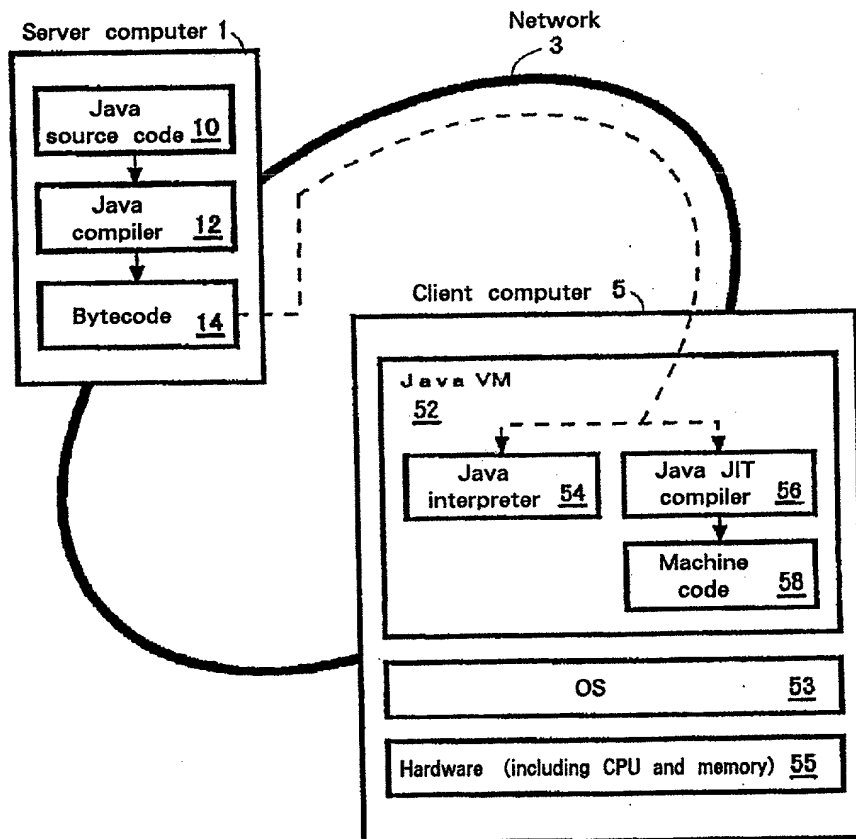 Server computer 1
Network
3
Java
source code 10
Java
compiler 12
Bytecode 14
Client computer 5
Java VM
52
Java
interpreter 54
Java JIT
compiler 56
Machine
code 58
OS 53
Hardware (including CPU and memory) 55